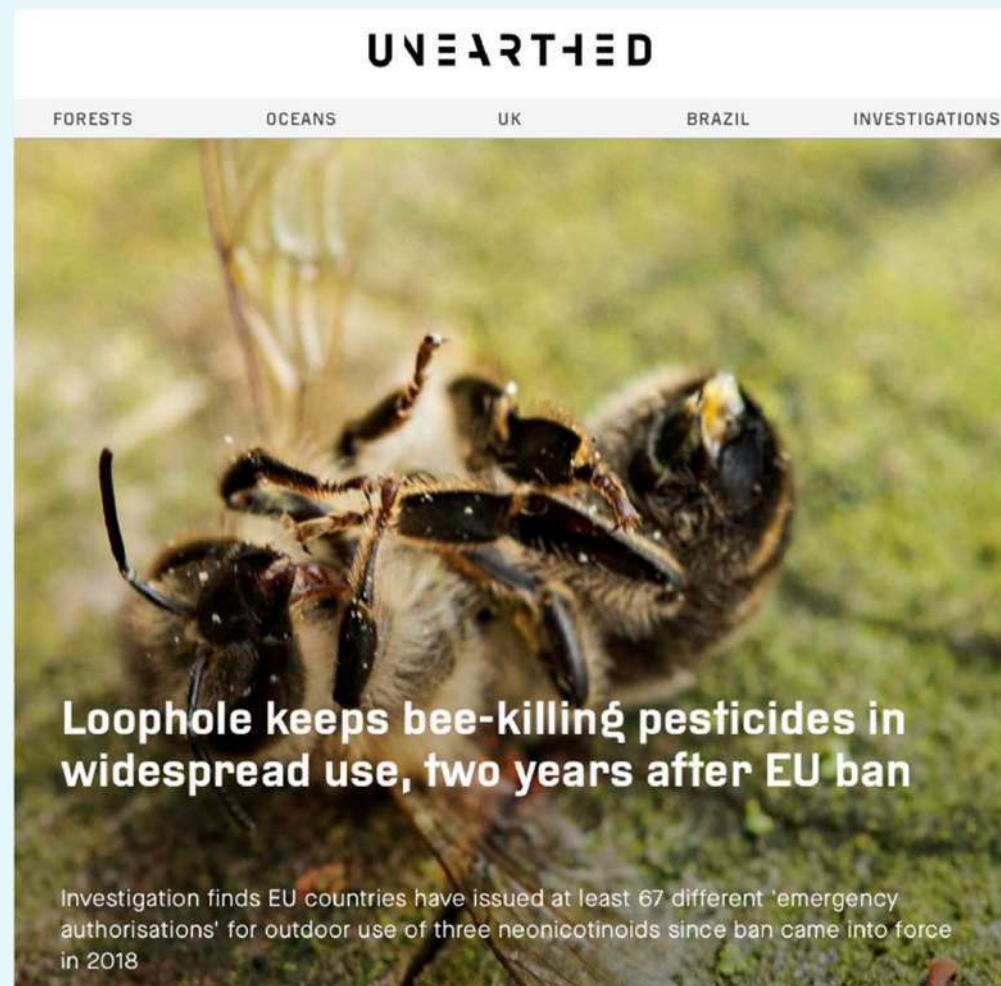 UNEARTHED
FORESTS OCEANS UK BRAZIL INVESTIGATIONS
Loophole keeps bee-killing pesticides in
widespread use, two years after EU ban
Investigation finds EU countries have issued at least 67 different 'emergency
authorisations' for outdoor use of three neonicotinoids since ban came into force
in 2018